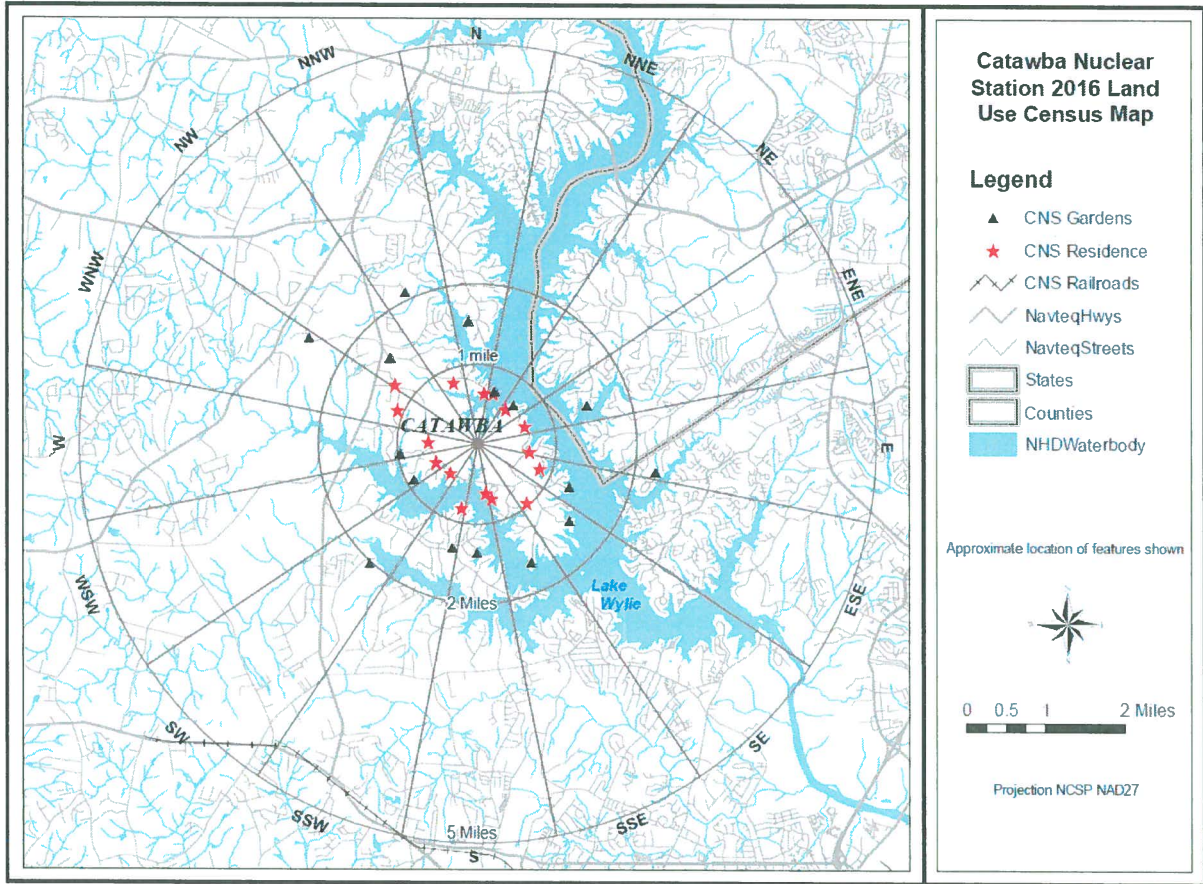 N
NNE
NE
ENE
E
ESE
SE
SSE
S
SSW
SW
WSW
W
WNW
NW
NNW
1 mile
CATAWBA
Lake
Wylie
2 Miles
5 Miles
Catawba Nuclear
Station 2016 Land
Use Census Map
Legend
CNS Gardens
CNS Residence
CNS Railroads
NavteqHwys
NavteqStreets
States
Counties
NHDWaterbody
Approximate location of features shown
0 0.5 1 2 Miles
Projection NCSP NAD27